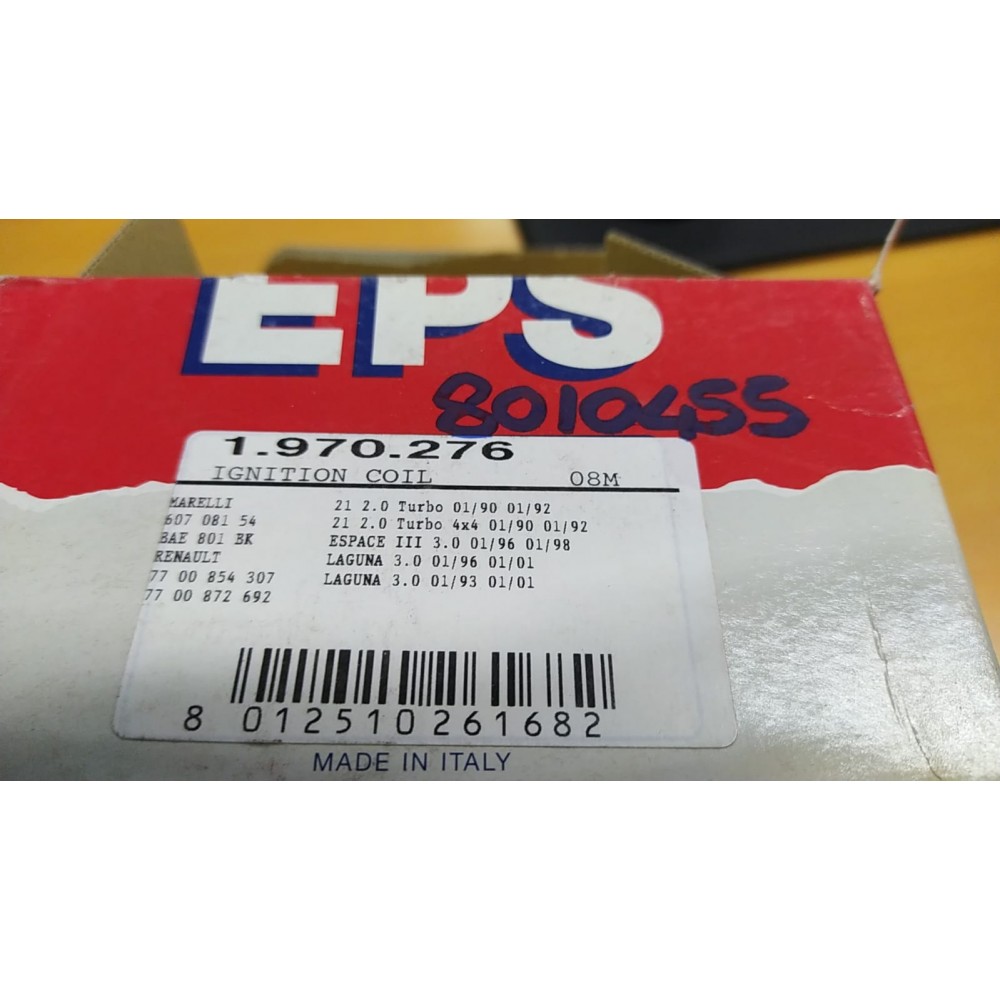 EPS
8010455
1.970.276
IGNITION COIL 08M
MARELLI 21 2.0 Turbo 01/90 01/92
607 081 54 21 2.0 Turbo 4x4 01/90 01/92
BAE 801 BK ESPACE III 3.0 01/96 01/98
RENAULT LAGUNA 3.0 01/96 01/01
77 00 854 307 LAGUNA 3.0 01/93 01/01
77 00 872 692
8 012510 261682
MADE IN ITALY